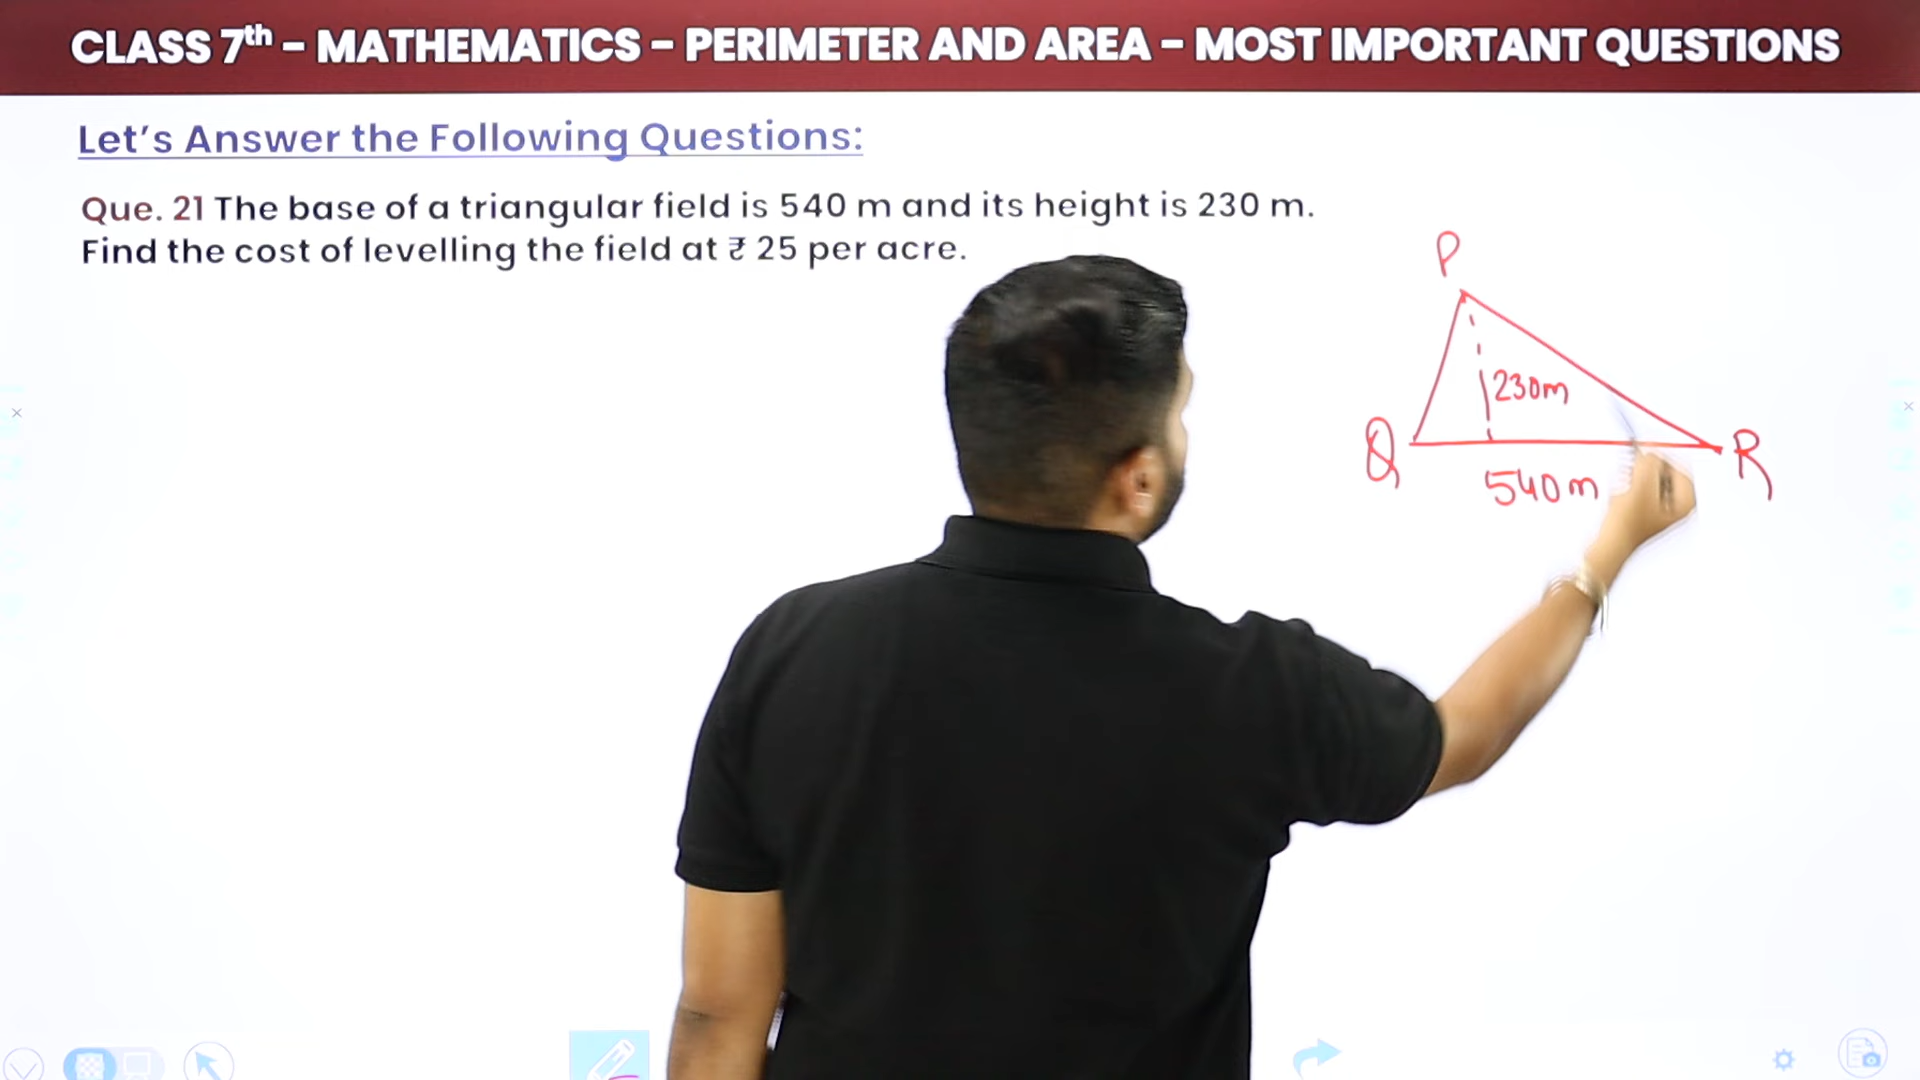 CLASS 7th – MATHEMATICS – PERIMETER AND AREA – MOST IMPORTANT QUESTIONS
Let's Answer the Following Questions:
Que. 21 The base of a triangular field is 540 m and its height is 230 m.
Find the cost of levelling the field at ₹ 25 per acre.
P
230m
Q
R
540m